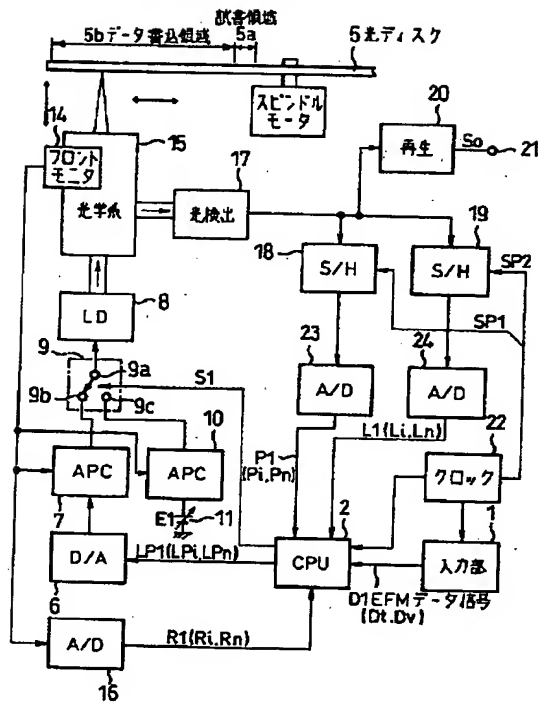 試書領域
5bデータ書込領域
5a
5光ディスク
スピンドル
モータ
14
フロント
モニタ
15
光学系
17
光検出
20
再生
So
21
18
S/H
19
S/H
SP2
SP1
LD
8
9
9a
9b
9c
S1
23
A/D
24
A/D
P1
(Pi,Pn)
L1(Li,Ln)
22
クロック
10
APC
7
APC
E1
11
2
CPU
1
入力部
D/A
6
LP1(LPi,LPn)
D1EFMデータ信号
(Dt.Dv)
A/D
16
R1(Ri,Rn)